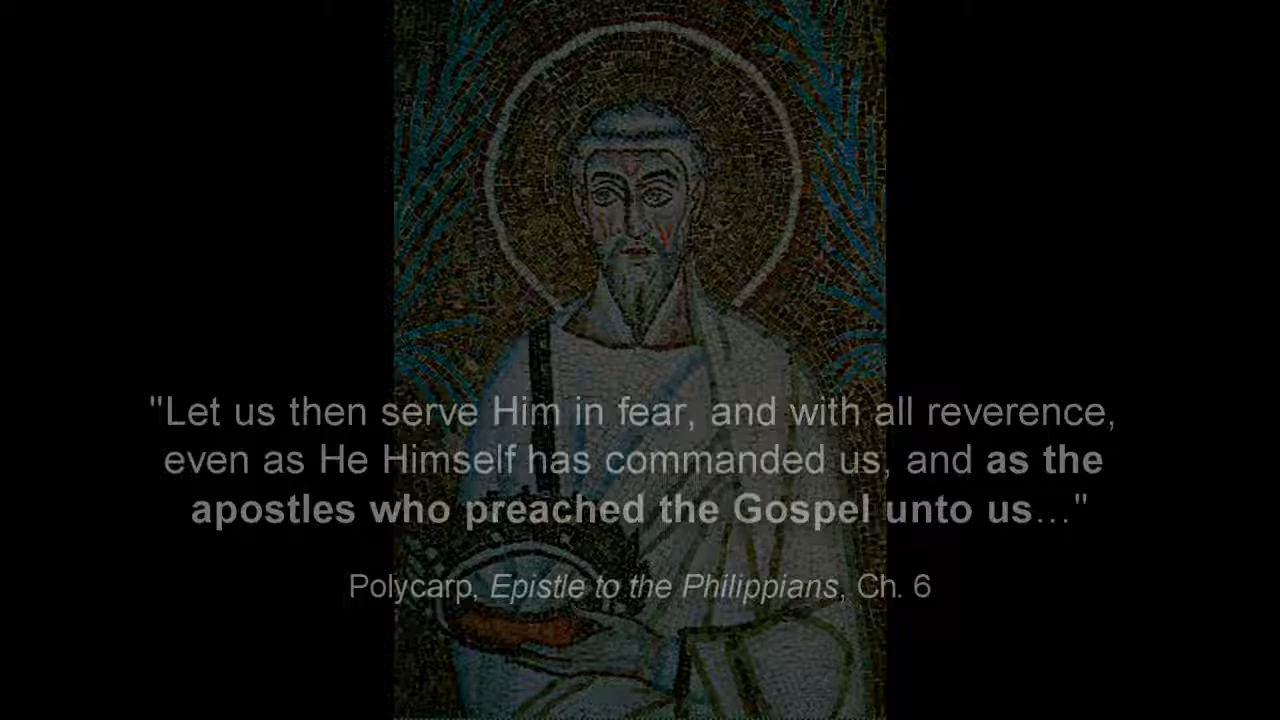 "Let us then serve Him in fear, and with all reverence,
even as He Himself has commanded us, and as the
apostles who preached the Gospel unto us…"
Polycarp, Epistle to the Philippians, Ch. 6